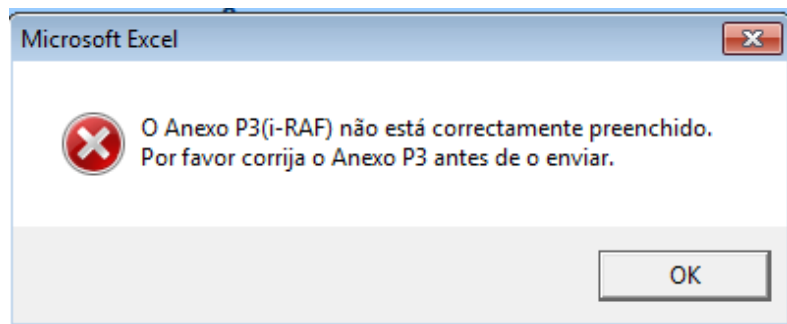 Microsoft Excel
O Anexo P3(i-RAF) não está correctamente preenchido.
Por favor corrija o Anexo P3 antes de o enviar.
OK